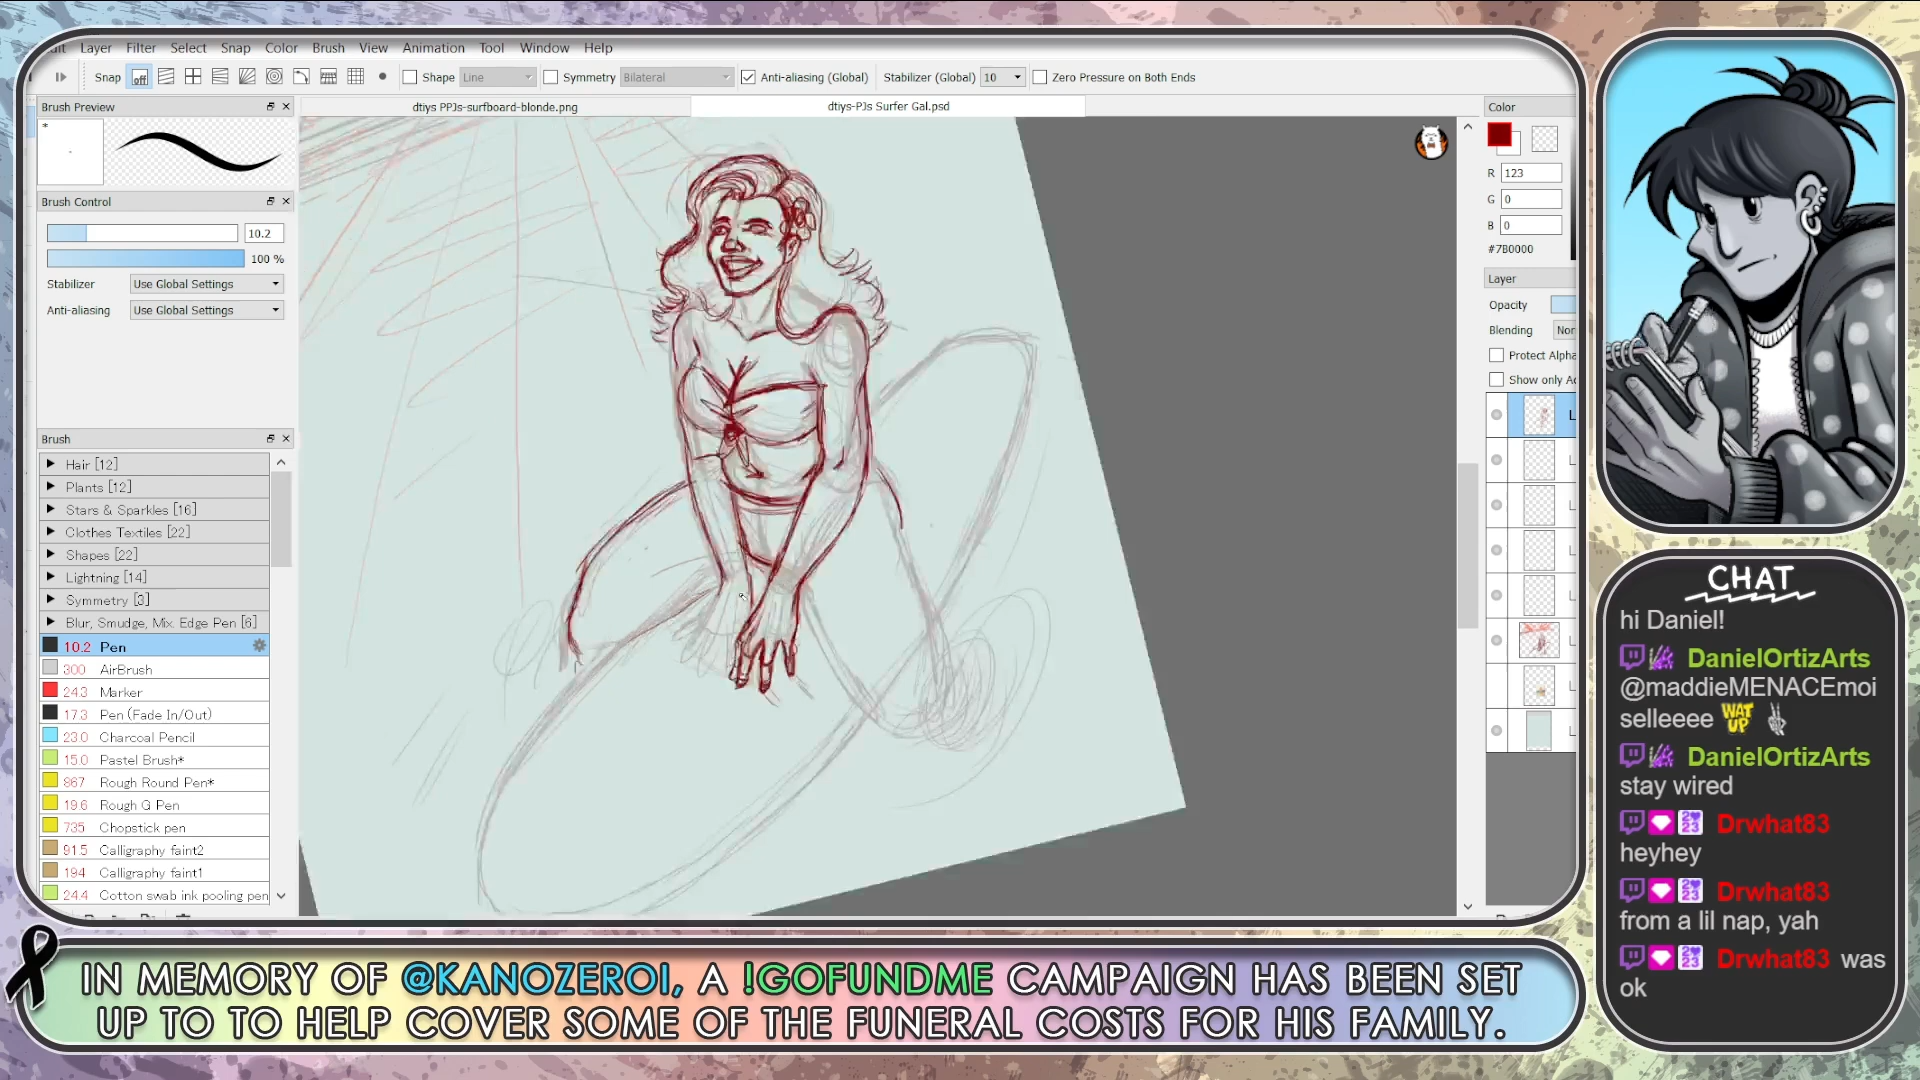 Layer Filter Select Snap Color Brush View Animation Tool Window Help
Snap off Shape Line Symmetry Bilateral Anti-aliasing (Global) Stabilizer (Global) 10 Zero Pressure on Both Ends
Brush Preview
dtiys PPJs-surfboard-blonde.png
dtiys-PJs Surfer Gal.psd
*
Brush Control
10.2
100 %
Stabilizer Use Global Settings
Anti-aliasing Use Global Settings
Brush
Hair [12]
Plants [12]
Stars & Sparkles [16]
Clothes Textiles [22]
Shapes [22]
Lightning [14]
Symmetry [3]
Blur, Smudge, Mix. Edge Pen [6]
10.2 Pen
300 AirBrush
24.3 Marker
17.3 Pen (Fade In/Out)
23.0 Charcoal Pencil
15.0 Pastel Brush*
867 Rough Round Pen*
19.6 Rough G Pen
735 Chopstick pen
91.5 Calligraphy faint2
194 Calligraphy faint1
24.4 Cotton swab ink pooling pen
Color
R 123
G 0
B 0
#7B0000
Layer
Opacity
Blending Nor
Protect Alpha
Show only
CHAT
hi Daniel!
DanielOrtizArts
@maddieMENACEmoi
selleeee WAT UP
DanielOrtizArts
stay wired
Drwhat83
heyhey
Drwhat83
from a lil nap, yah
Drwhat83 was
ok
IN MEMORY OF @KANOZEROI, A !GOFUNDME CAMPAIGN HAS BEEN SET
UP TO TO HELP COVER SOME OF THE FUNERAL COSTS FOR HIS FAMILY.